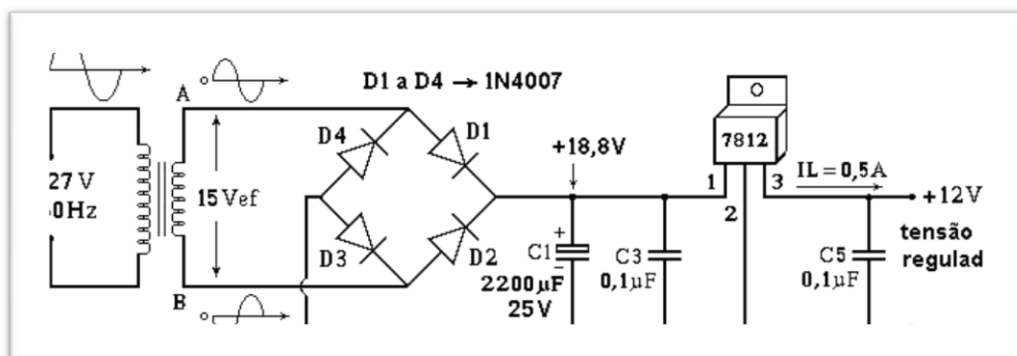 D1 a D4 → 1N4007
A
D4
D1
7812
+18,8V
27 V
0Hz
15 Vef
1
2
3
IL = 0,5A
+12V
D3
D2
+
C1
2200µF
25V
C3
0,1µF
C5
0,1µF
tensão
regulad
B